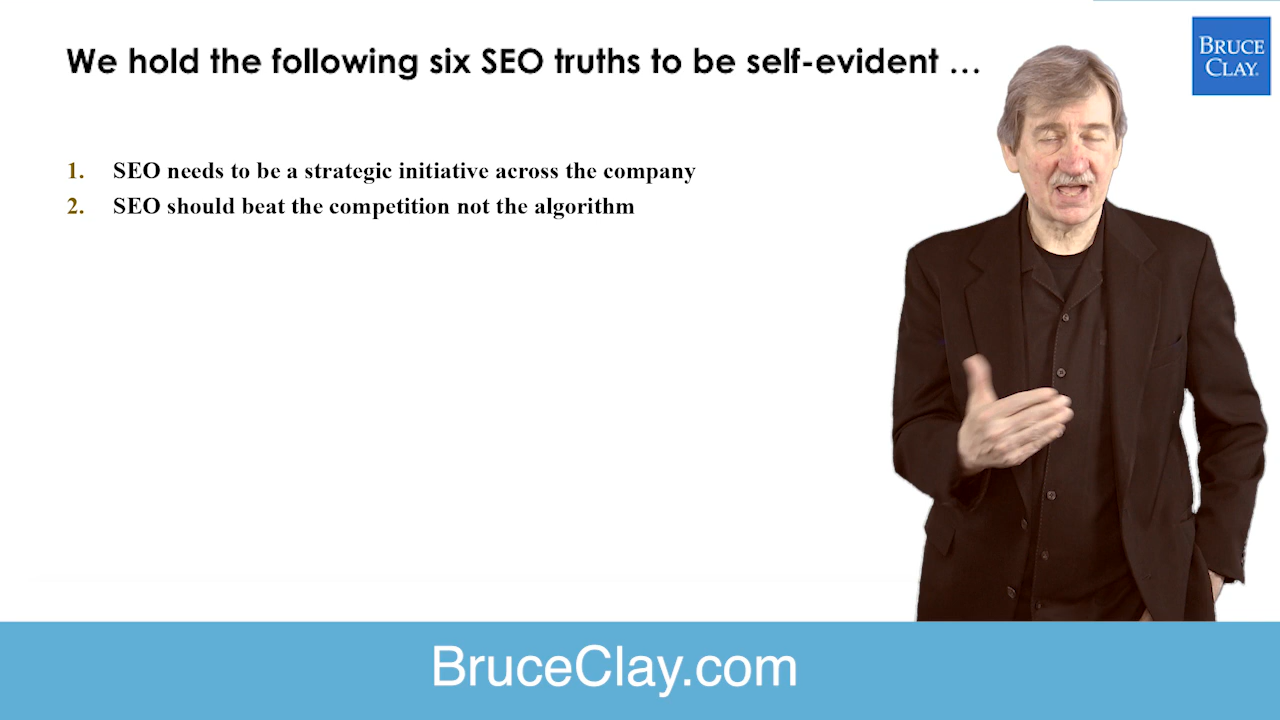 We hold the following six SEO truths to be self-evident …
BRUCE
CLAY®
1. SEO needs to be a strategic initiative across the company
2. SEO should beat the competition not the algorithm
BruceClay.com